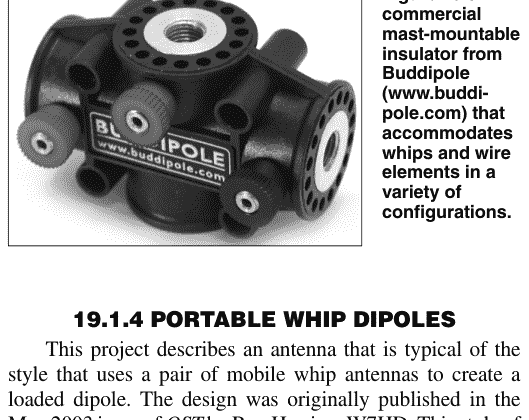 BUDDIPOLE
www.buddipole.com
commercial
mast-mountable
insulator from
Buddipole
(www.buddi-
pole.com) that
accommodates
whips and wire
elements in a
variety of
configurations.
19.1.4 PORTABLE WHIP DIPOLES
This project describes an antenna that is typical of the
style that uses a pair of mobile whip antennas to create a
loaded dipole. The design was originally published in the